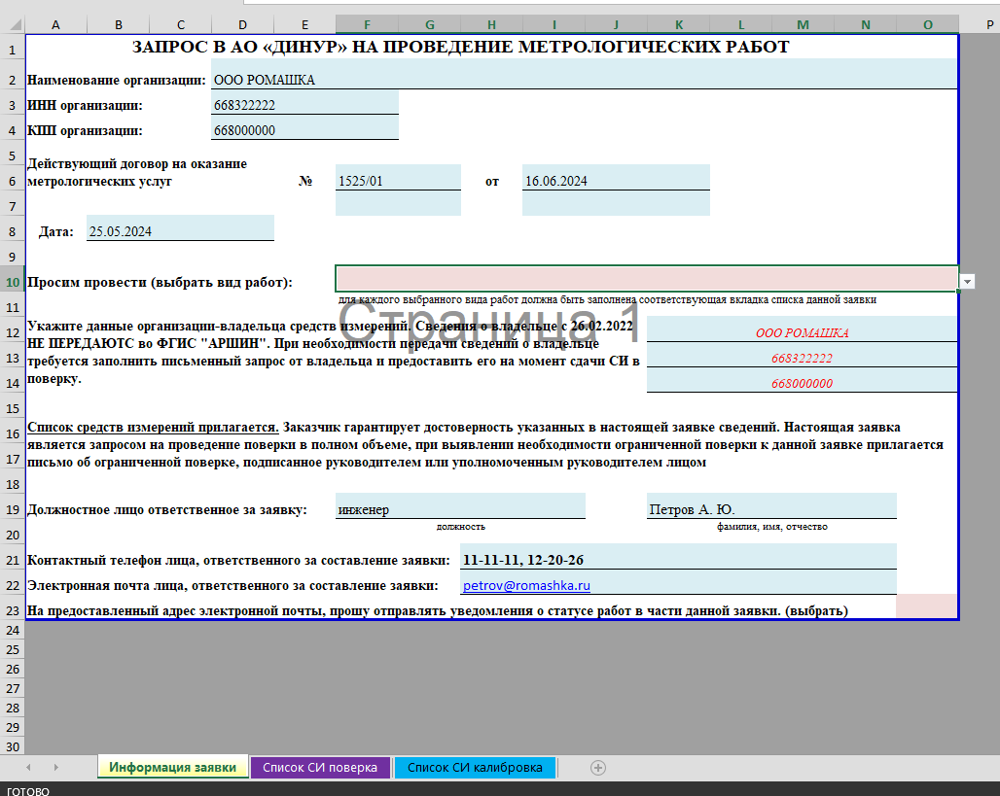 A B C D E F G H I J K L M N O P
1 ЗАПРОС В АО «ДИНУР» НА ПРОВЕДЕНИЕ МЕТРОЛОГИЧЕСКИХ РАБОТ
2 Наименование организации: ООО РОМАШКА
3 ИНН организации: 668322222
4 КПП организации: 668000000
5
Действующий договор на оказание
6 метрологических услуг № 1525/01 от 16.06.2024
7
8 Дата: 25.05.2024
9
10 Просим провести (выбрать вид работ):
11 для каждого выбранного вида работ должна быть заполнена соответствующая вкладка списка данной заявки
Страница 1
Укажите данные организации-владельца средств измерений. Сведения о владельце с 26.02.2022
12 ООО РОМАШКА
НЕ ПЕРЕДАЮТС во ФГИС "АРШИН". При необходимости передачи сведений о владельце
13 требуется заполнить письменный запрос от владельца и предоставить его на момент сдачи СИ в 668322222
14 поверку. 668000000
15
16 Список средств измерений прилагается. Заказчик гарантирует достоверность указанных в настоящей заявке сведений. Настоящая заявка
является запросом на проведение поверки в полном объеме, при выявлении необходимости ограниченной поверки к данной заявке прилагается
17 письмо об ограниченной поверке, подписанное руководителем или уполномоченным руководителем лицом
18
19 Должностное лицо ответственное за заявку: инженер Петров А. Ю.
20 должность фамилия, имя, отчество
21 Контактный телефон лица, ответственного за составление заявки: 11-11-11, 12-20-26
22 Электронная почта лица, ответственного за составление заявки: petrov@romashka.ru
23 На предоставленный адрес электронной почты, прошу отправлять уведомления о статусе работ в части данной заявки. (выбрать)
24
25
26
27
28
29
30
Информация заявки Список СИ поверка Список СИ калибровка
ГОТОВО